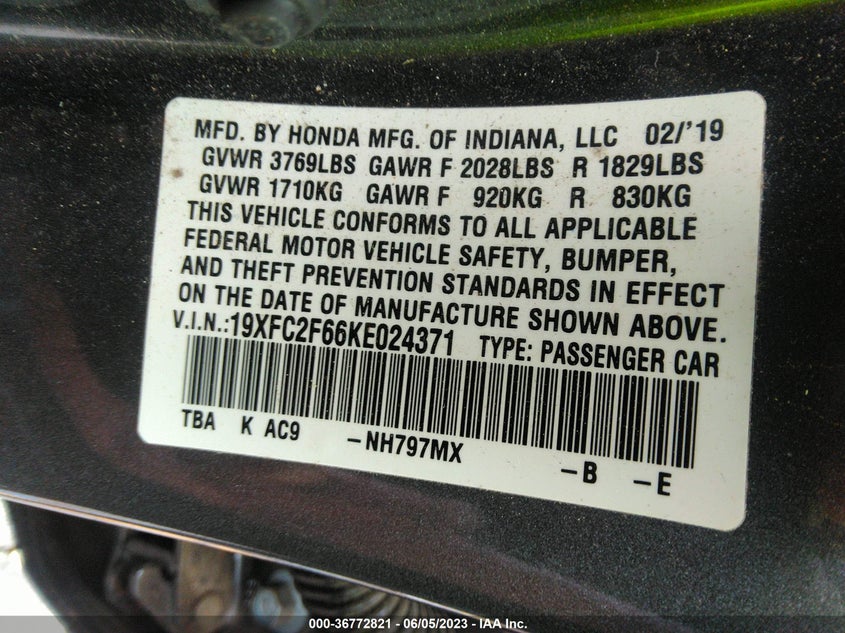 MFD. BY HONDA MFG. OF INDIANA, LLC 02/'19
GVWR 3769LBS GAWR F 2028LBS R 1829LBS
GVWR 1710KG GAWR F 920KG R 830KG
THIS VEHICLE CONFORMS TO ALL APPLICABLE
FEDERAL MOTOR VEHICLE SAFETY, BUMPER,
AND THEFT PREVENTION STANDARDS IN EFFECT
ON THE DATE OF MANUFACTURE SHOWN ABOVE.
V.I.N.:19XFC2F66KE024371 TYPE: PASSENGER CAR
TBA K AC9 –NH797MX –B –E
000-36772821 / 06/05/2023 - IAA Inc.